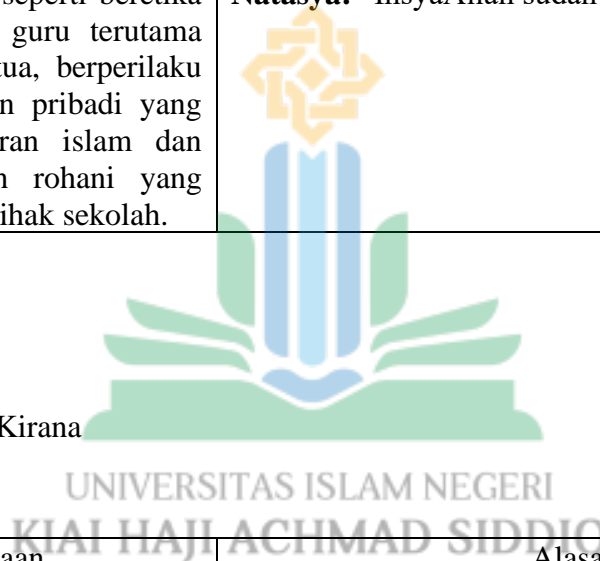 seperti beretika
Natasya: "InsyaAllah sudah
guru terutama
tua, berperilaku
n pribadi yang
ran islam dan
n rohani yang
ihak sekolah.
Kirana
UNIVERSITAS ISLAM NEGERI
KIAI HAJI ACHMAD SIDDIQ
aan
Alasa